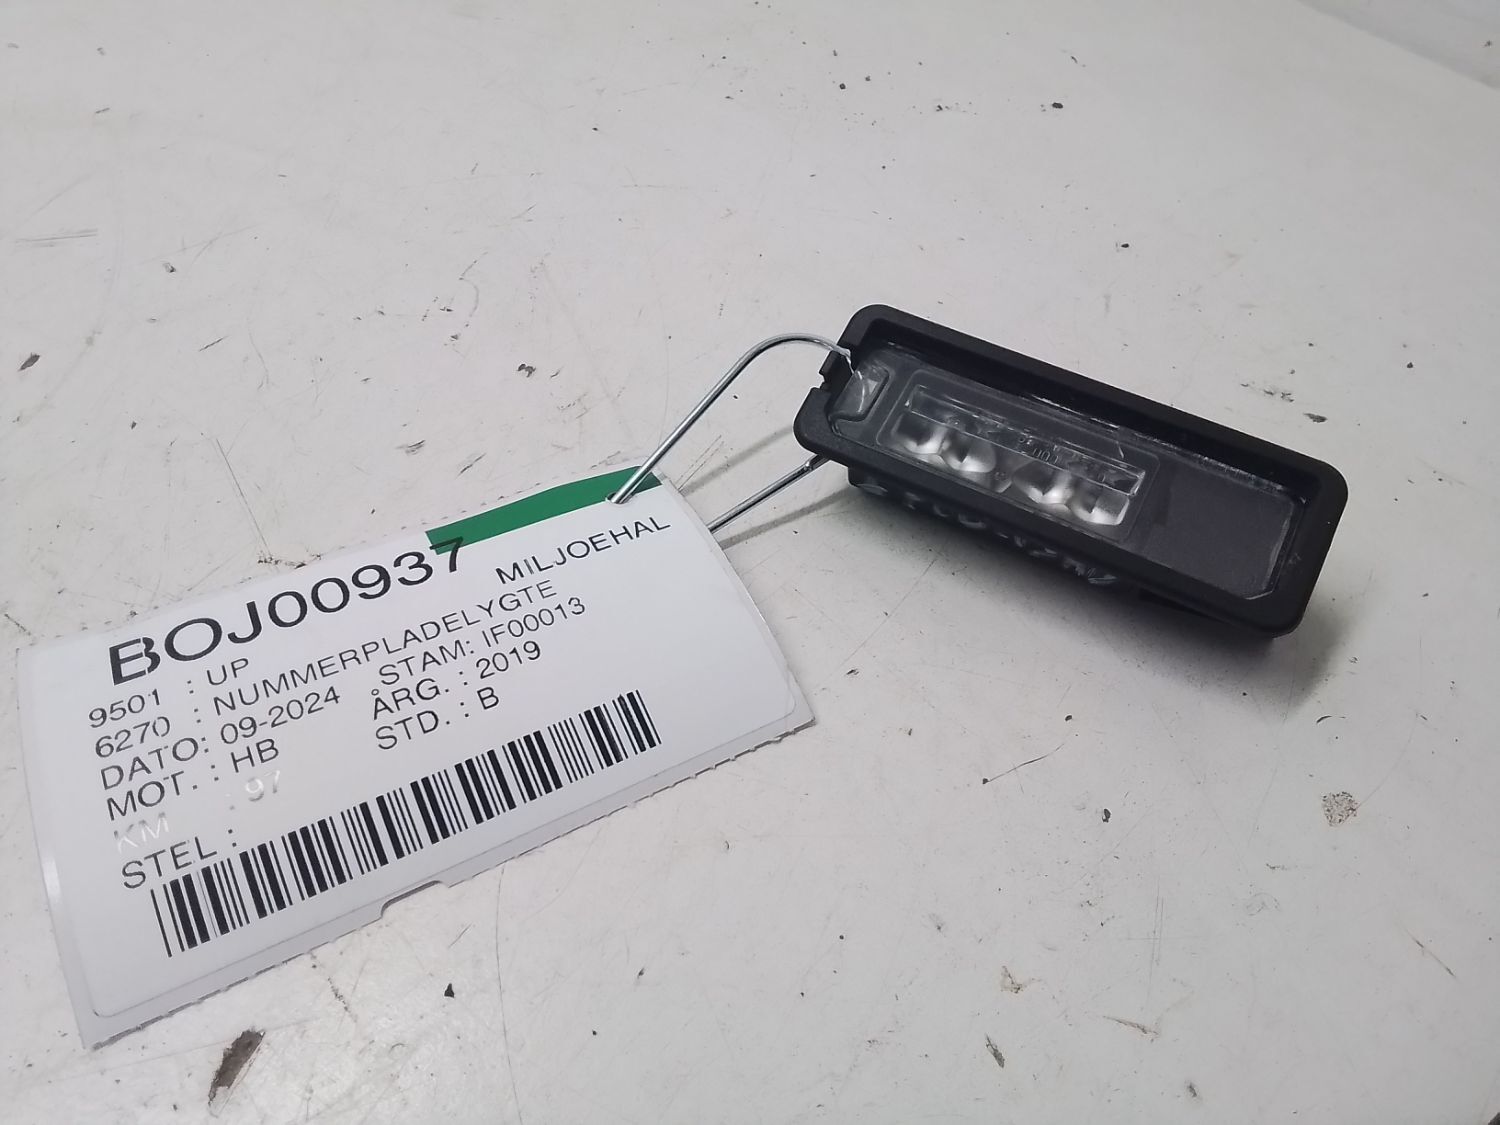 BOJ00937 MILJOEHAL
9501 : UP
6270 : NUMMERPLADELYGTE
DATO: 09-2024 STAM: IF00013
MOT. : HB ÅRG. : 2019
KM : 97 STD. : B
STEL :